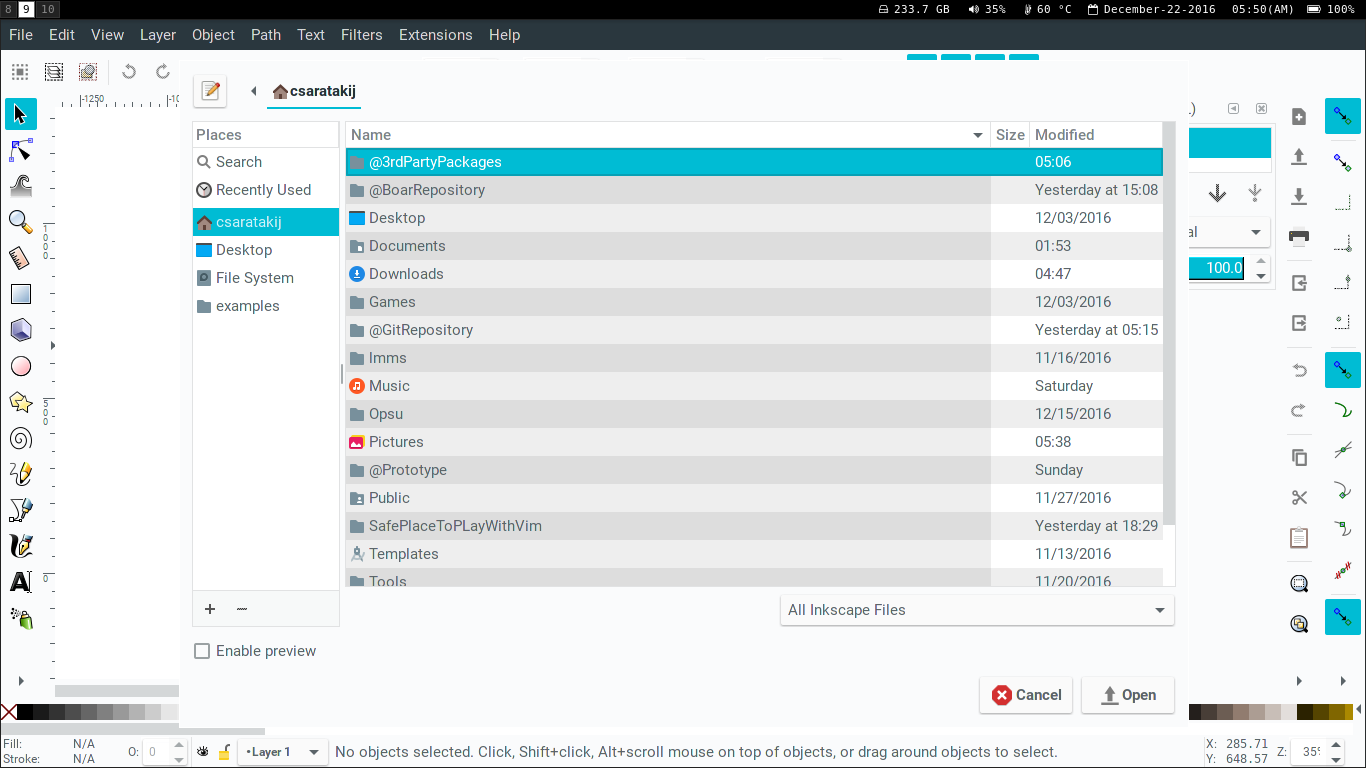 8 9 10 233.7 GB 35% 60 °C December-22-2016 05:50(AM) 100%
File Edit View Layer Object Path Text Filters Extensions Help
csaratakij
-1250
Places Name Size Modified
Search @3rdPartyPackages 05:06
Recently Used @BoarRepository Yesterday at 15:08
csaratakij Desktop 12/03/2016
Desktop Documents 01:53
File System Downloads 04:47
examples Games 12/03/2016
@GitRepository Yesterday at 05:15
Imms 11/16/2016
Music Saturday
Opsu 12/15/2016
Pictures 05:38
@Prototype Sunday
Public 11/27/2016
SafePlaceToPLayWithVim Yesterday at 18:29
Templates 11/13/2016
Tools 11/20/2016
al
100.0
1000
500
0
All Inkscape Files
Enable preview
Cancel Open
Fill: N/A O: 0 •Layer 1 No objects selected. Click, Shift+click, Alt+scroll mouse on top of objects, or drag around objects to select. X: 285.71 Z: 35
Stroke: N/A Y: 648.57